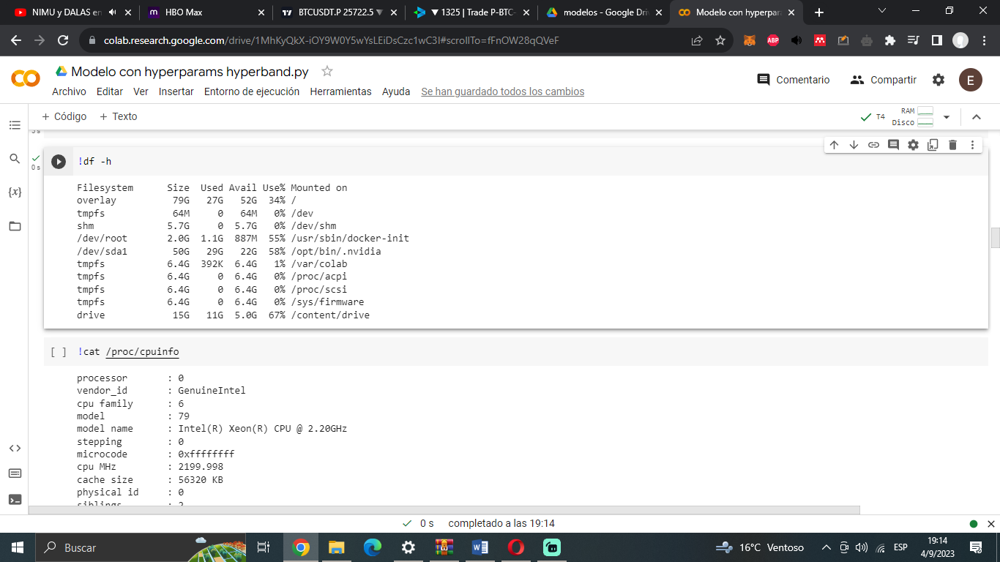 NIMU y DALAS en
HBO Max
BTCUSDT.P 25722.5 ▼
▼ 1325 | Trade P-BTC-
modelos - Google Driv
Modelo con hyperparam
colab.research.google.com/drive/1MhKyQkX-iOY9W0Y5wYsLEiDsCzc1wC3I#scrollTo=fFnOW28qQVeF
ABP
Modelo con hyperparams hyperband.py
Comentario
Compartir
E
Archivo Editar Ver Insertar Entorno de ejecución Herramientas Ayuda Se han guardado todos los cambios
+ Código + Texto
T4
RAM
Disco
3 s
0 s
!df -h
Filesystem Size Used Avail Use% Mounted on
overlay 79G 27G 52G 34% /
tmpfs 64M 0 64M 0% /dev
shm 5.7G 0 5.7G 0% /dev/shm
/dev/root 2.0G 1.1G 887M 55% /usr/sbin/docker-init
/dev/sda1 50G 29G 22G 58% /opt/bin/.nvidia
tmpfs 6.4G 392K 6.4G 1% /var/colab
tmpfs 6.4G 0 6.4G 0% /proc/acpi
tmpfs 6.4G 0 6.4G 0% /proc/scsi
tmpfs 6.4G 0 6.4G 0% /sys/firmware
drive 15G 11G 5.0G 67% /content/drive
[ ] !cat /proc/cpuinfo
processor : 0
vendor_id : GenuineIntel
cpu family : 6
model : 79
model name : Intel(R) Xeon(R) CPU @ 2.20GHz
stepping : 0
microcode : 0xffffffff
cpu MHz : 2199.998
cache size : 56320 KB
physical id : 0
siblings : 2
0 s completado a las 19:14
Buscar
16°C Ventoso
ESP
19:14
4/9/2023